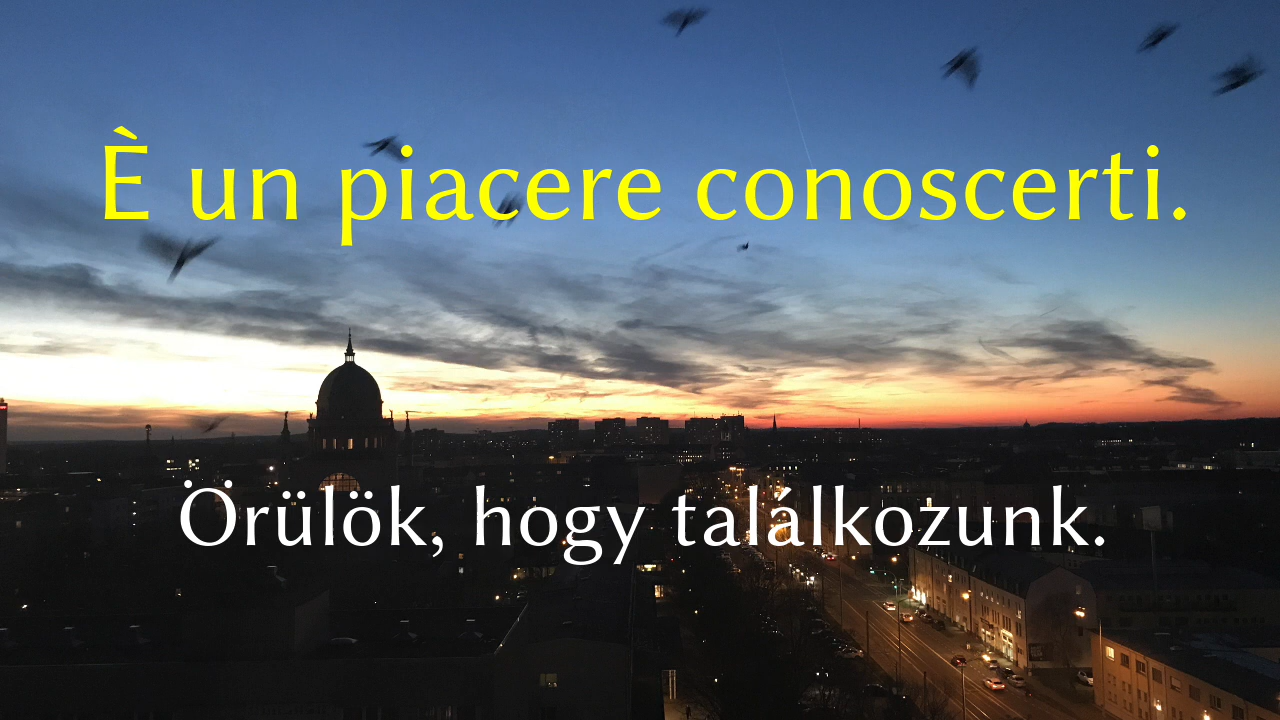 È un piacere conoscerti.
Örülök, hogy találkozunk.